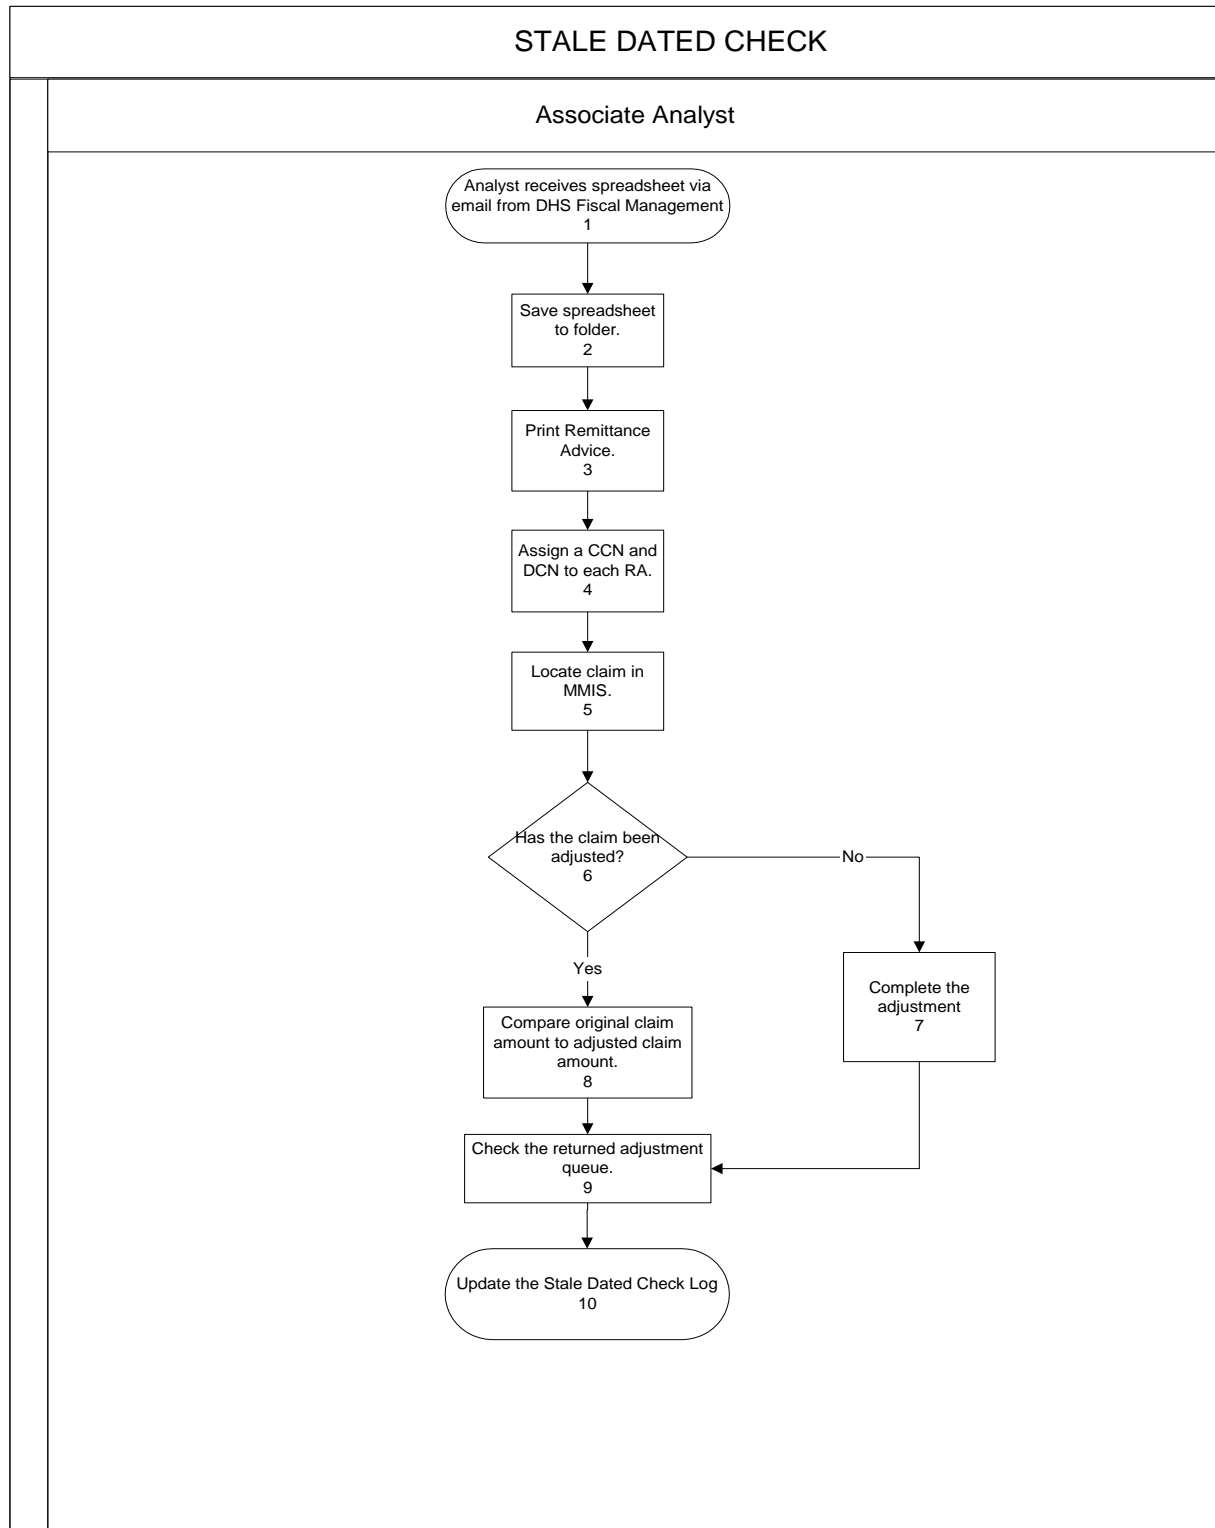 STALE DATED CHECK
Associate Analyst
Analyst receives spreadsheet via
email from DHS Fiscal Management
1
Save spreadsheet
to folder.
2
Print Remittance
Advice.
3
Assign a CCN and
DCN to each RA.
4
Locate claim in
MMIS.
5
Has the claim been
adjusted?
6
No
Yes
Complete the
adjustment
7
Compare original claim
amount to adjusted claim
amount.
8
Check the returned adjustment
queue.
9
Update the Stale Dated Check Log
10